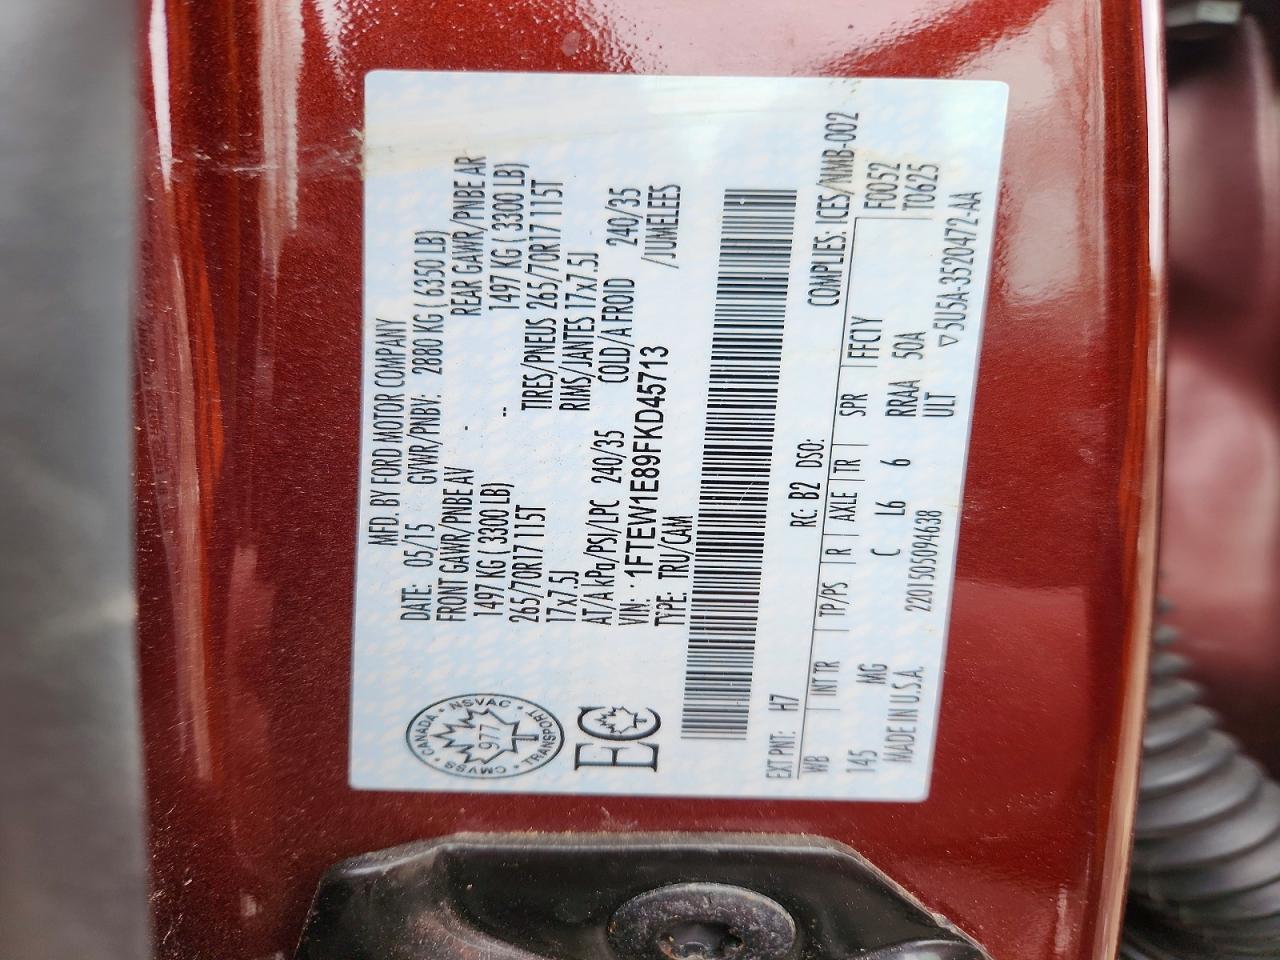 MFD. BY FORD MOTOR COMPANY
DATE: 05/15 GVWR/PNBV: 2880 KG ( 6350 LB)
FRONT GAWR/PNBE AV REAR GAWR/PNBE AR
1497 KG ( 3300 LB) -- 1497 KG ( 3300 LB)
265/70R17 115T TIRES/PNEUS 265/70R17 115T
17x7.5J RIMS/JANTES 17x7.5J
AT/A kPa/PSI/LPC 240/35 COLD/A FROID 240/35
VIN: 1FTEW1E89FKD45713 /JUMELEES
TYPE: TRU/CAM
CANADA · NSVAC · TRANSPORT · CMVSS
977
EC
COMPLIES: ICES/NMB-002
EXT PNT: H7 RC: B2 DSO: F0052
WB INT TR TP/PS R AXLE TR SPR FFC1Y T0625
145 MG C L6 6 RRAA 50A
MADE IN U.S.A. 2201505094638 ULT ▽5U5A-3520472-AA